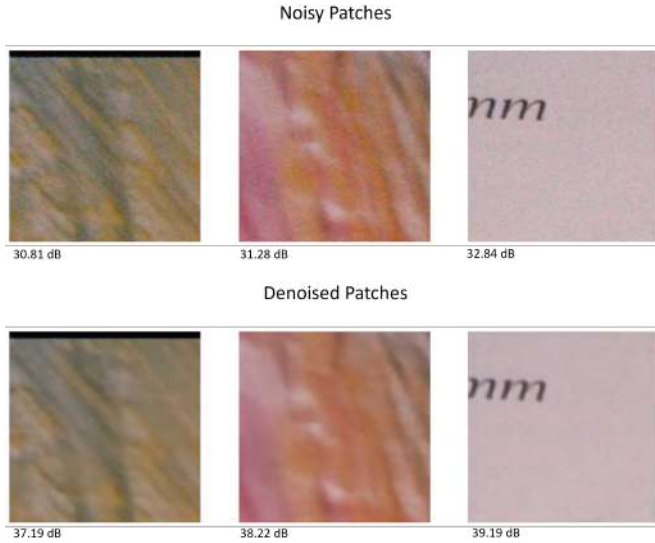 Noisy Patches
nm
30.81 dB
31.28 dB
32.84 dB
Denoised Patches
nm
37.19 dB
38.22 dB
39.19 dB